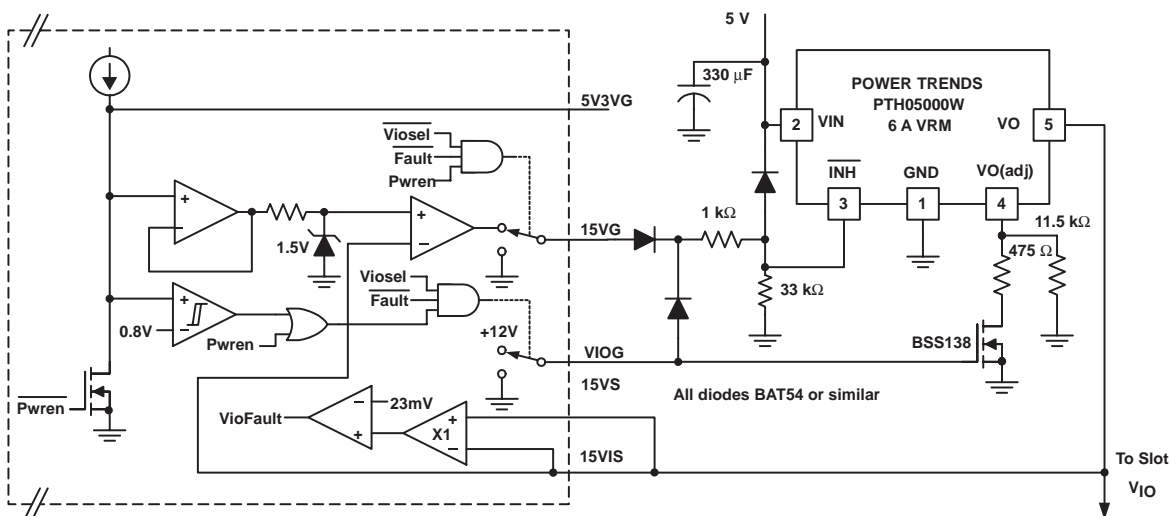 5 V
330 μF
POWER TRENDS
PTH05000W
6 A VRM
2
VIN
VO
5
INH
GND
VO(adj)
3
1
4
11.5 kΩ
475 Ω
1 kΩ
33 kΩ
BSS138
All diodes BAT54 or similar
To Slot
VIO
5V3VG
Viosel
Fault
Pwren
+
−
1.5V
+
−
15VG
Viosel
Fault
+
−
0.8V
Pwren
+12V
VIOG
15VS
Pwren
VioFault
−
23mV
+
X1
+
−
15VIS